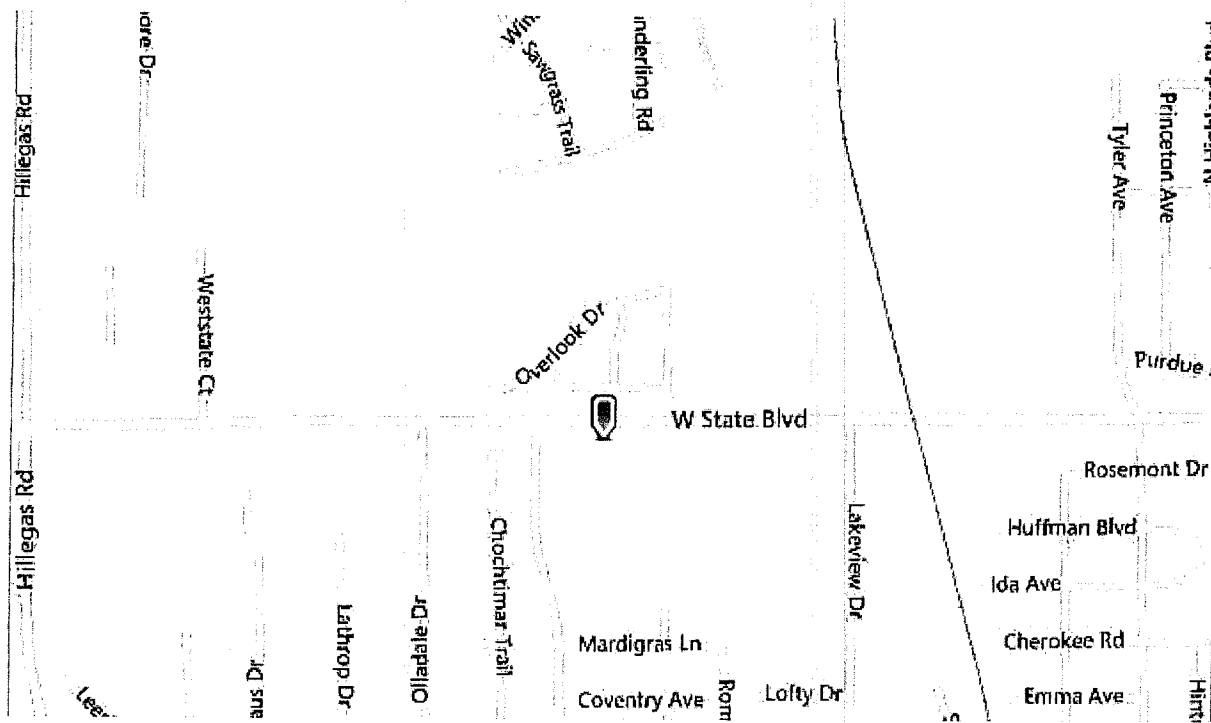 Hillegas Rd
Sawgrass Trail
Tyler Ave
Princeton Ave
Weststate Ct
Overlook Dr
Purdue
W State Blvd
Hillegas Rd
Rosemont Dr
Chochtimar Trail
Lakeview Dr
Huffman Blvd
Ida Ave
Lathrop Dr
Olladale Dr
Mardigras Ln
Cherokee Rd
Coventry Ave
Lofty Dr
Emma Ave